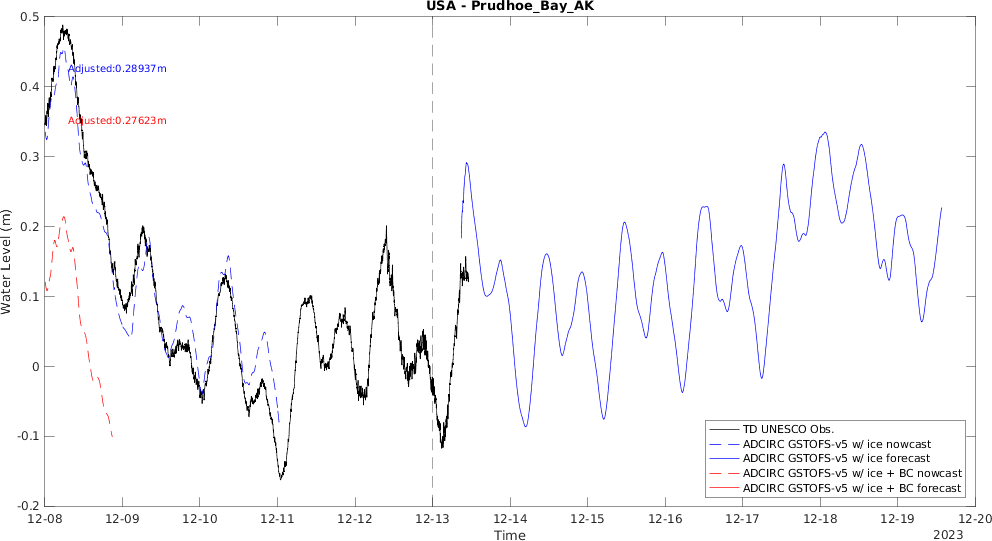 USA - Prudhoe_Bay_AK
0.5
0.4
0.3
0.2
0.1
0
-0.1
-0.2
Water Level (m)
Adjusted:0.28937m
Adjusted:0.27623m
TD UNESCO Obs.
ADCIRC GSTOFS-v5 w/ ice nowcast
ADCIRC GSTOFS-v5 w/ ice forecast
ADCIRC GSTOFS-v5 w/ ice + BC nowcast
ADCIRC GSTOFS-v5 w/ ice + BC forecast
12-08 12-09 12-10 12-11 12-12 12-13 12-14 12-15 12-16 12-17 12-18 12-19 12-20
Time
2023